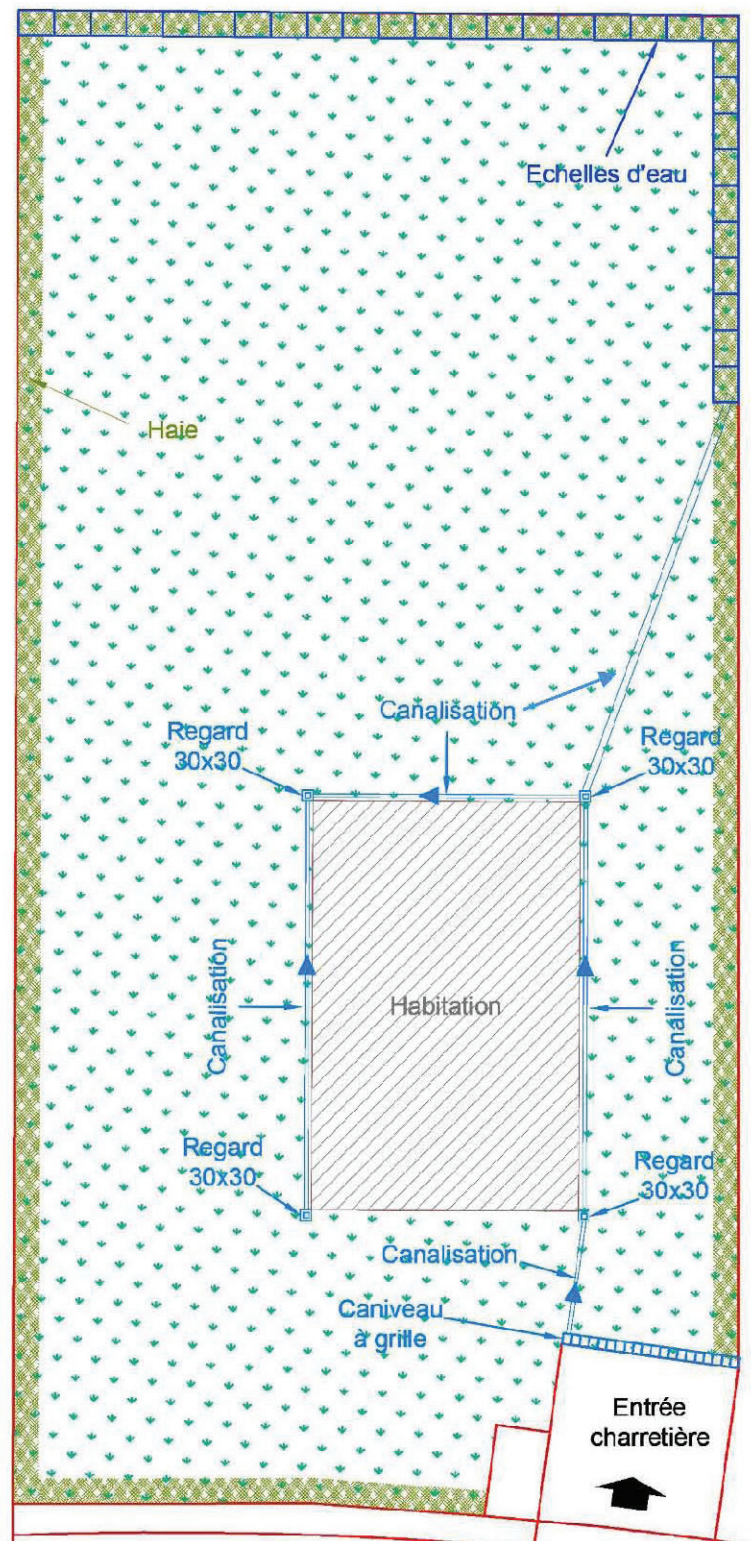 Echelles d'eau
Haie
Canalisation
Regard
30x30
Regard
30x30
Canalisation
Habitation
Canalisation
Regard
30x30
Regard
30x30
Canalisation
Caniveau
à grille
Entrée
charretière